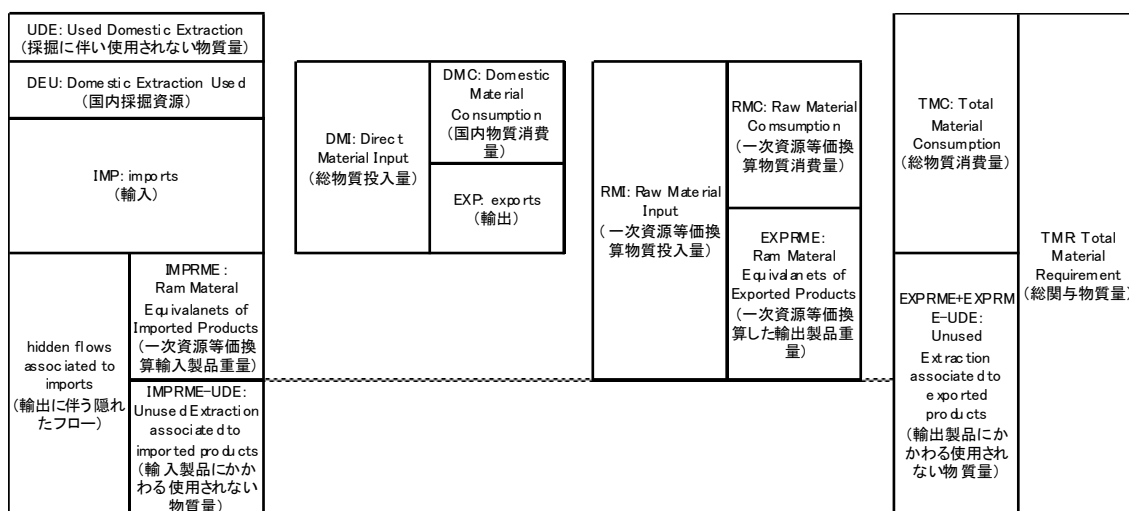 UDE: Used Domestic Extraction
（採掘に伴い使用されない物質量）
DEU: Domestic Extraction Used
（国内採掘資源）
IMP: imports
（輸入）
hidden flows
associated to
imports
（輸出に伴う隠れ
たフロー）
IMPRME:
Ram Materal
Equivalanets of
Imported Products
（一次資源等価換
算輸入製品重量）
IMPRME-UDE:
Unused Extraction
associated to
imported products
（輸入製品にかか
わる使用されない
物質量）
DMI: Direct
Material Input
（総物質投入量）
DMC: Domestic
Material
Consumption
（国内物質消費
量）
EXP: exports
（輸出）
RMI: Raw Material
Input
（一次資源等価換
算物質投入量）
RMC: Raw Material
Comsumption
（一次資源等価換
算物質消費量）
EXPRME:
Ram Materal
Equivalanets of
Exported Products
（一次資源等価換
算した輸出製品重
量）
TMC: Total
Material
Consumption
（総物質消費量）
EXPRME+EXPRM
E-UDE:
Unused
Extraction
associated to
exported
products
（輸出製品にか
かわる使用され
ない物質量）
TMR: Total
Material
Requirement
（総関与物質量）